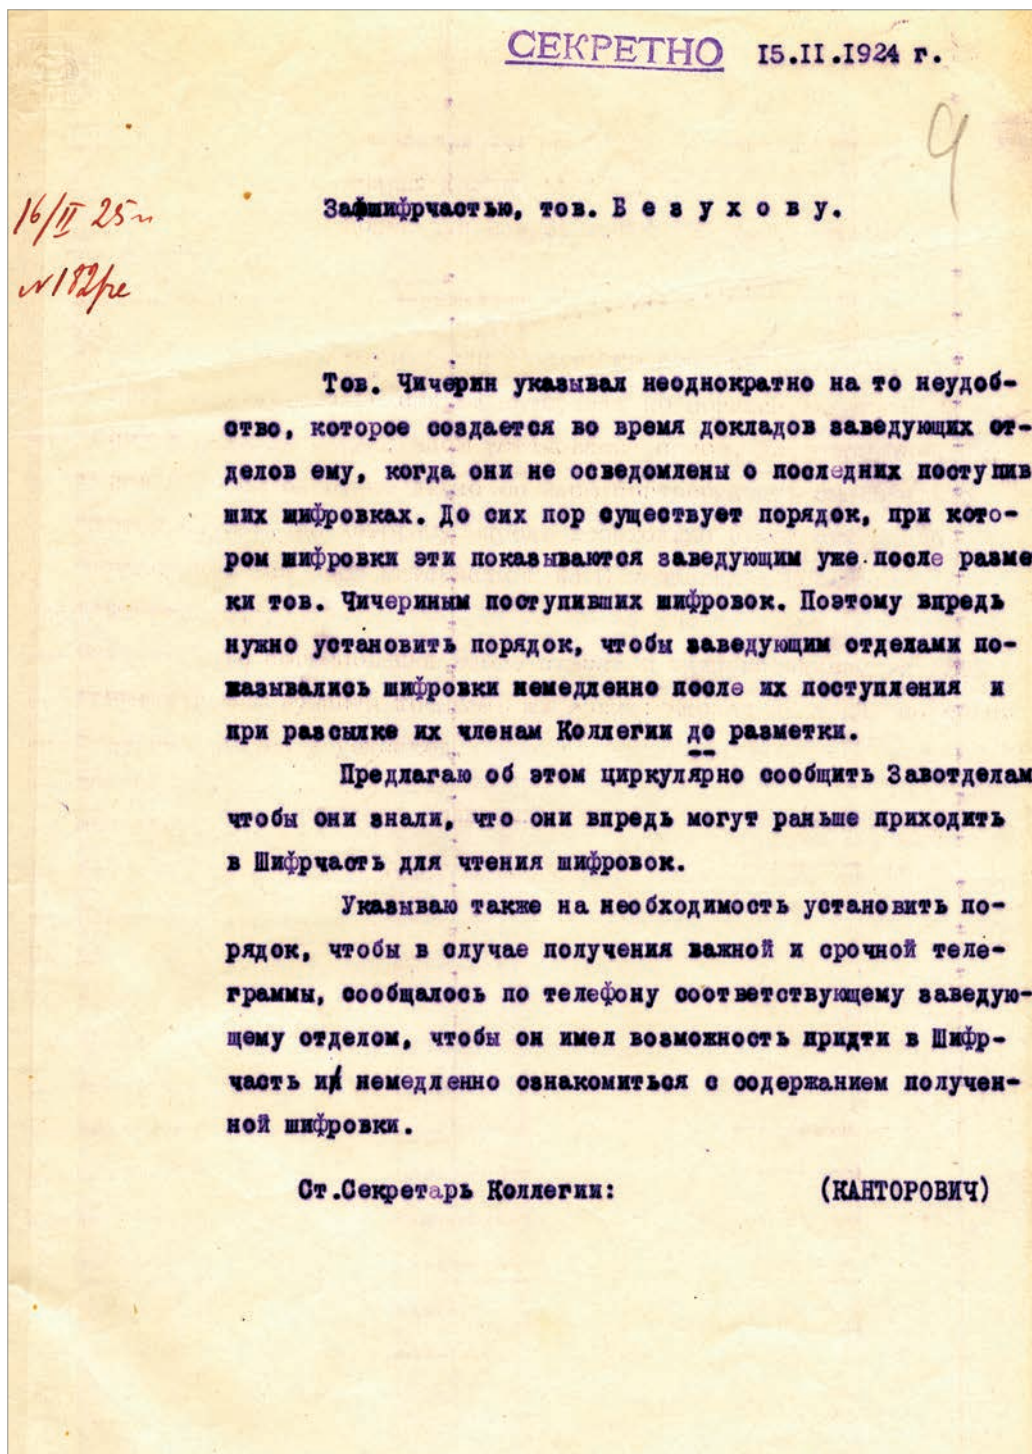 СЕКРЕТНО 15.II.1924 г.
9
16/II 25
Завшифрчастью, тов. Б е з у х о в у.
Тов. Чичерин указывал неоднократно на то неудоб-
ство, которое создается во время докладов заведующих от-
делов ему, когда они не осведомлены о последних поступив
ших шифровках. До сих пор существует порядок, при кото-
ром шифровки эти показываются заведующим уже после разме
ки тов. Чичериным поступивших шифровок. Поэтому впредь
нужно установить порядок, чтобы заведующим отделами по-
казывались шифровки немедленно после их поступления и
при рассылке их членам Коллегии до разметки.
Предлагаю об этом циркулярно сообщить Завотделам
чтобы они знали, что они впредь могут раньше приходить
в Шифрчасть для чтения шифровок.
Указываю также на необходимость установить по-
рядок, чтобы в случае получения важной и срочной теле-
граммы, сообщалось по телефону соответствующему заведую-
щему отделом, чтобы он имел возможность придти в Шифр-
часть и немедленно ознакомиться с содержанием получен-
ной шифровки.
Ст.Секретарь Коллегии: (КАНТОРОВИЧ)